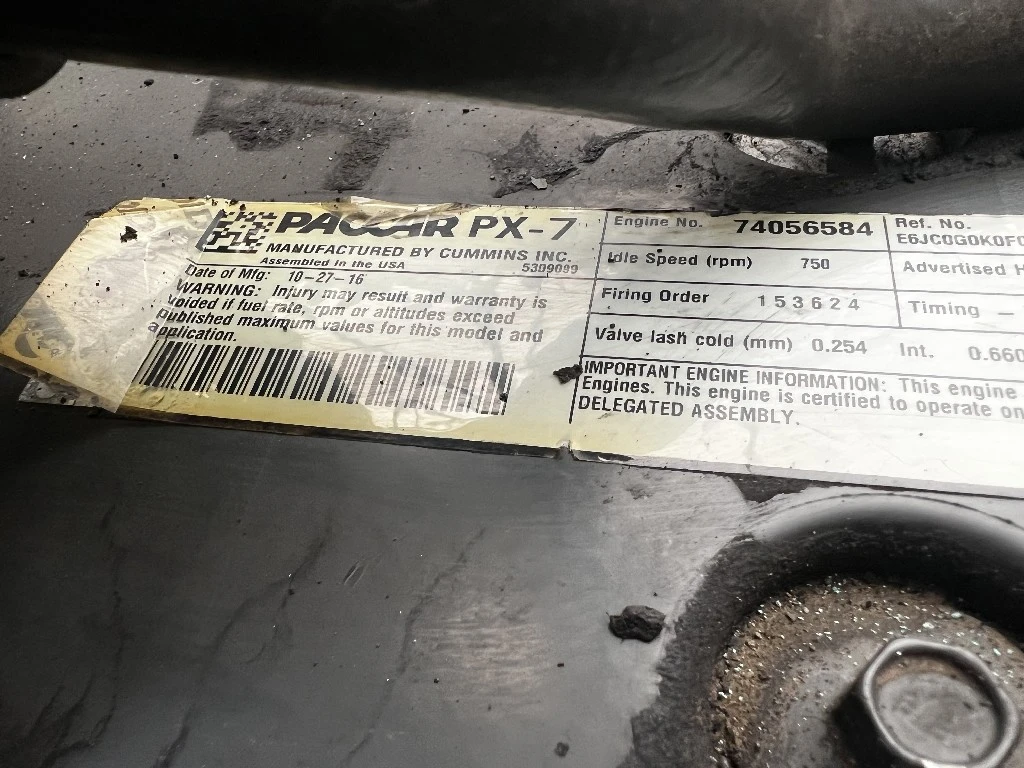 PACCAR PX-7
MANUFACTURED BY CUMMINS INC.
Assembled in the USA 5309099
Date of Mfg: 10-27-16
WARNING: Injury may result and warranty is
voided if fuel rate, rpm or altitudes exceed
published maximum values for this model and
application.
Engine No. 74056584
Idle Speed (rpm) 750
Firing Order 153624
Valve lash cold (mm) 0.254 Int. 0.660
IMPORTANT ENGINE INFORMATION: This engine
Engines. This engine is certified to operate on
DELEGATED ASSEMBLY.
Ref. No.
E6JC0G0K0F0
Advertised H
Timing —